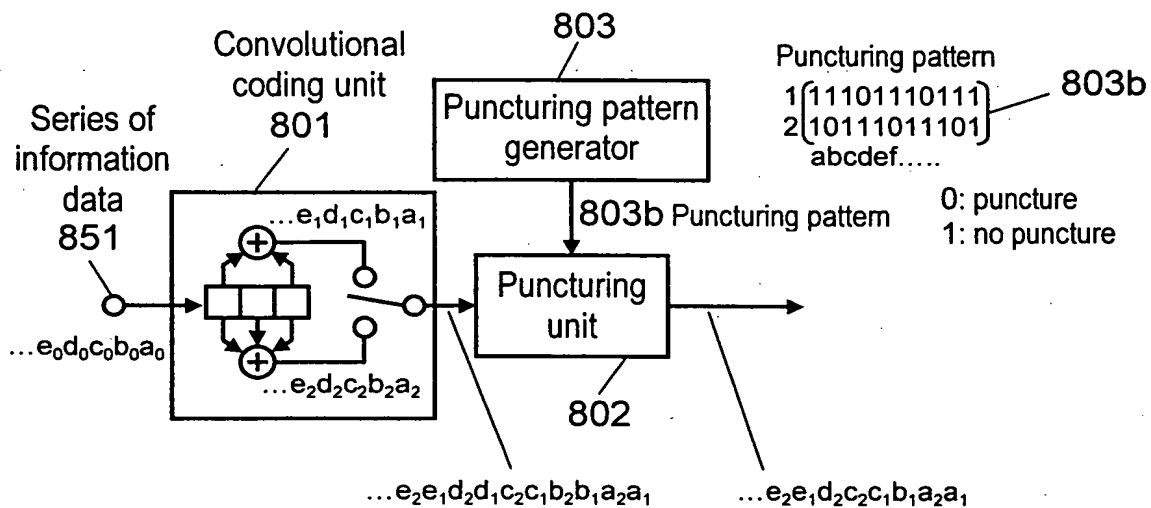 803
Convolutional
coding unit
801
Puncturing pattern
803b
1 11101110111
2 10111011101
abcdef.....
Puncturing pattern
generator
Series of
information
data
851
0: puncture
1: no puncture
803b Puncturing pattern
...e₁d₁c₁b₁a₁
Puncturing
unit
...e₀d₀c₀b₀a₀
...e₂d₂c₂b₂a₂
802
...e₂e₁d₂d₁c₂c₁b₂b₁a₂a₁
...e₂e₁d₂c₂c₁b₁a₂a₁